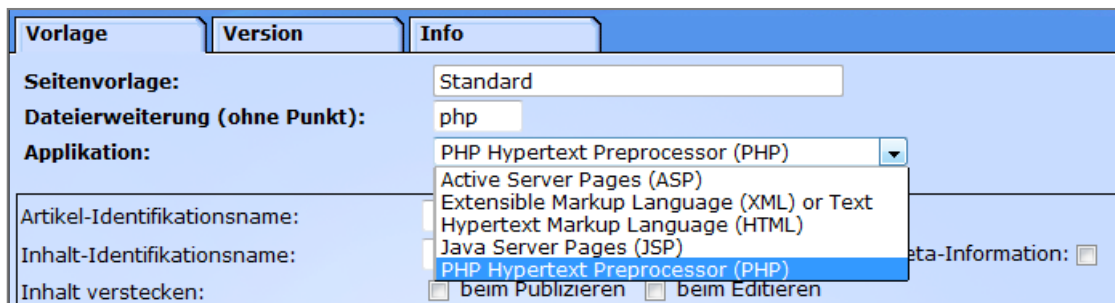 Vorlage Version Info
Seitenvorlage: Standard
Dateierweiterung (ohne Punkt): php
Applikation: PHP Hypertext Preprocessor (PHP)
Active Server Pages (ASP)
Extensible Markup Language (XML) or Text
Artikel-Identifikationsname: Hypertext Markup Language (HTML)
Java Server Pages (JSP)
Inhalt-Identifikationsname: eta-Information:
PHP Hypertext Preprocessor (PHP)
Inhalt verstecken: beim Publizieren beim Editieren